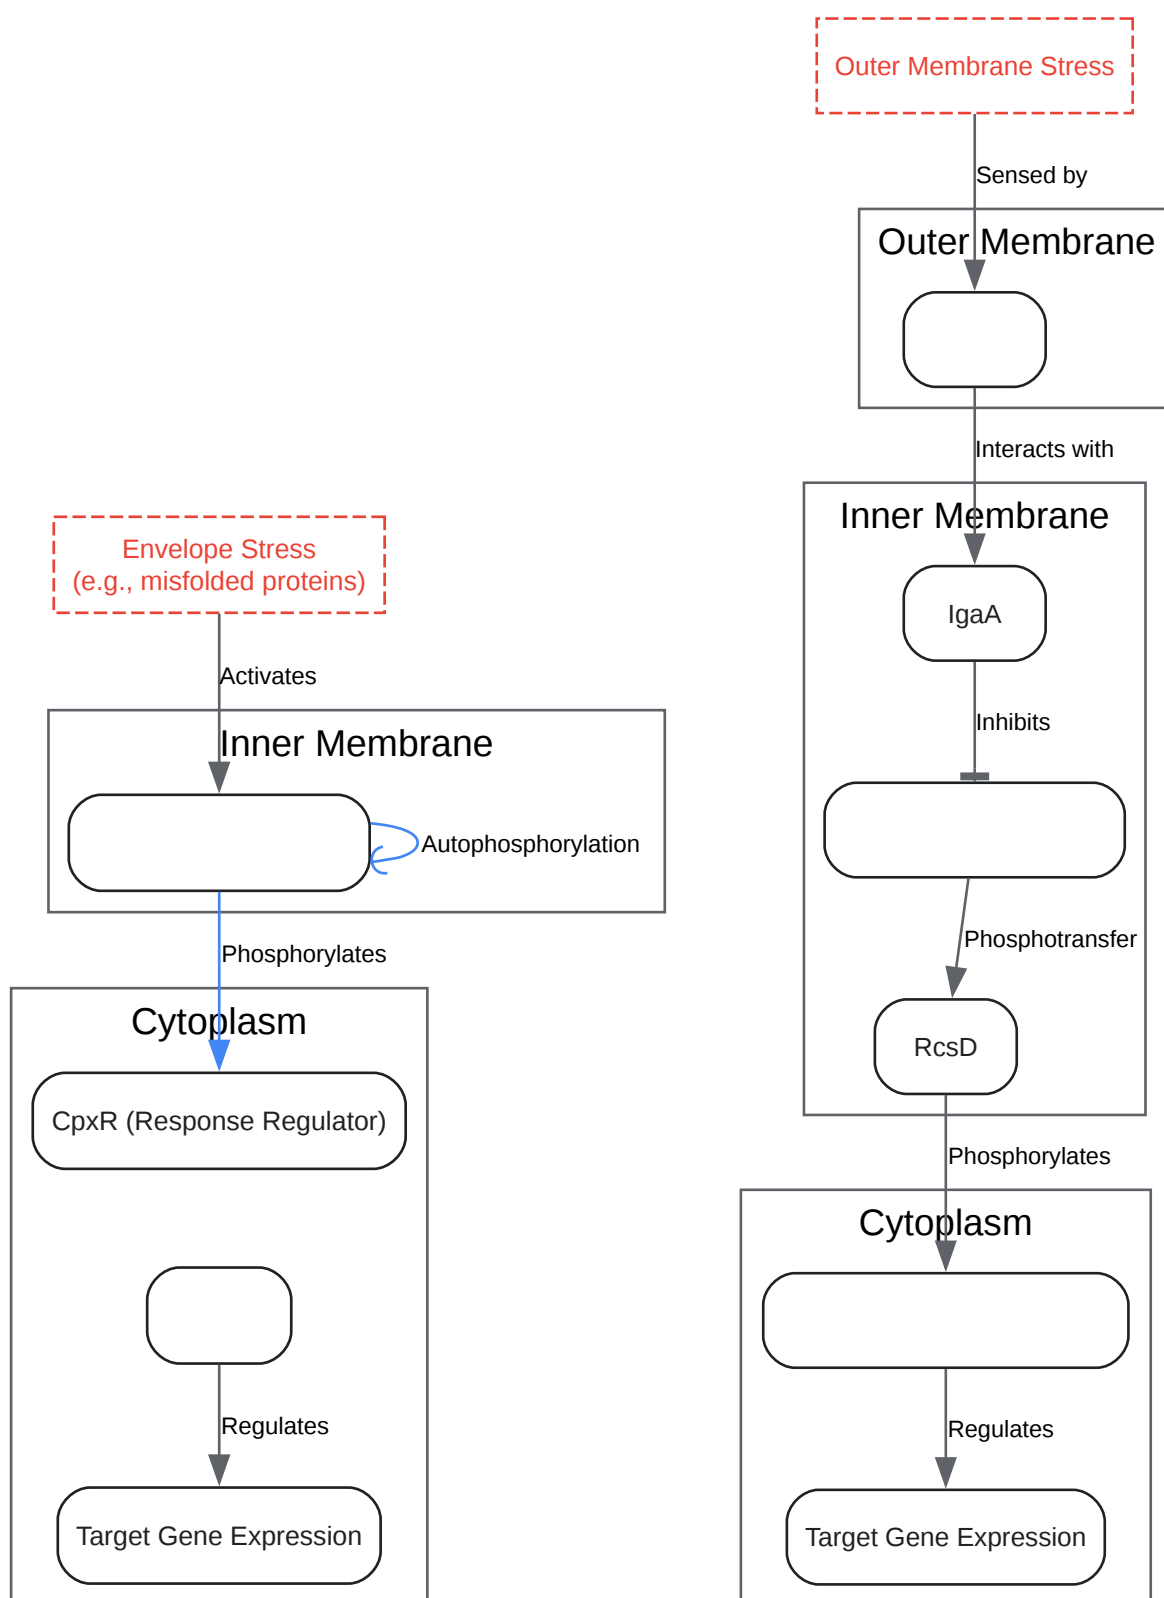 Outer Membrane Stress
Sensed by
Outer Membrane
Interacts with
Inner Membrane
IgaA
Inhibits
Phosphotransfer
RcsD
Phosphorylates
Cytoplasm
Regulates
Target Gene Expression
Envelope Stress
(e.g., misfolded proteins)
Activates
Inner Membrane
Autophosphorylation
Phosphorylates
Cytoplasm
CpxR (Response Regulator)
Regulates
Target Gene Expression